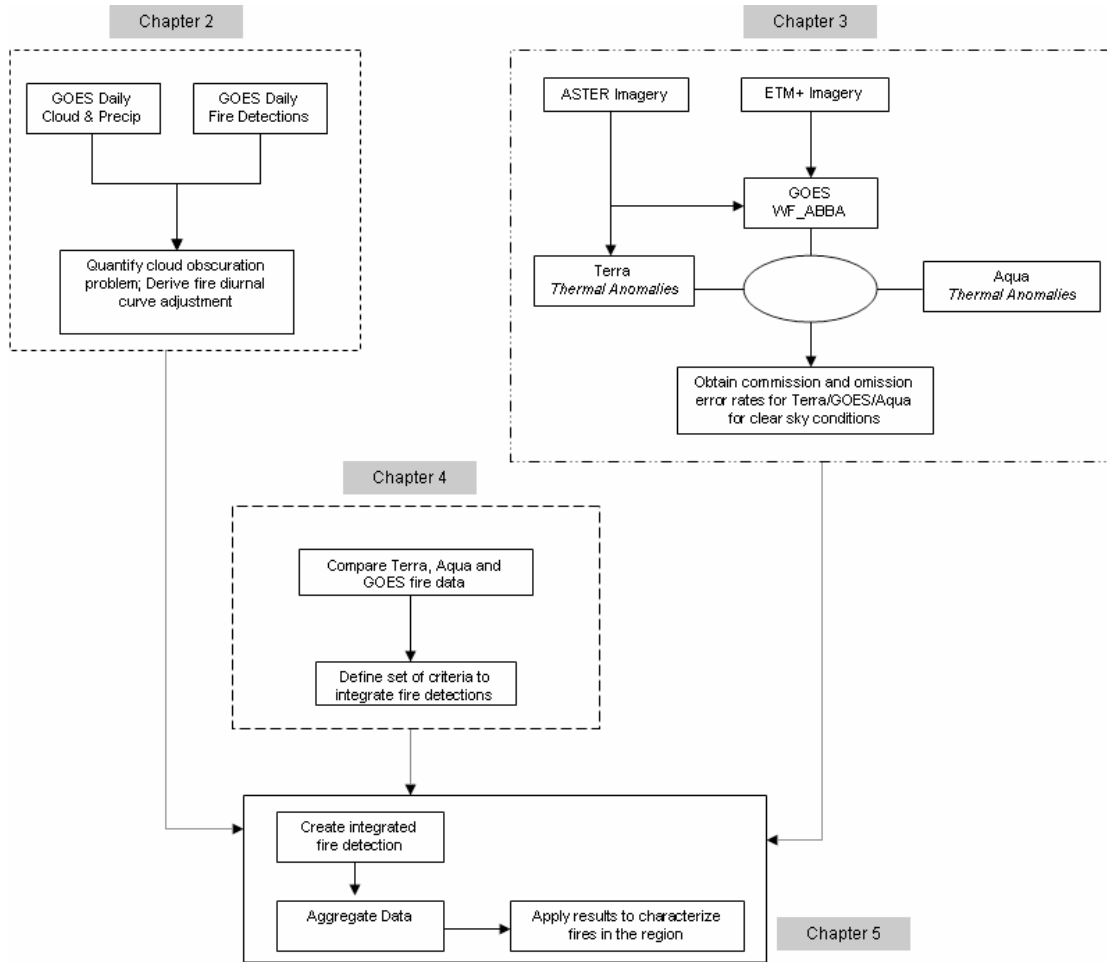 Chapter 2
GOES Daily
Cloud & Precip
GOES Daily
Fire Detections
Quantify cloud obscuration
problem; Derive fire diurnal
curve adjustment
Chapter 3
ASTER Imagery
ETM+ Imagery
GOES
WF_ABBA
Terra
Thermal Anomalies
Aqua
Thermal Anomalies
Obtain commission and omission
error rates for Terra/GOES/Aqua
for clear sky conditions
Chapter 4
Compare Terra, Aqua and
GOES fire data
Define set of criteria to
integrate fire detections
Create integrated
fire detection
Aggregate Data
Apply results to characterize
fires in the region
Chapter 5